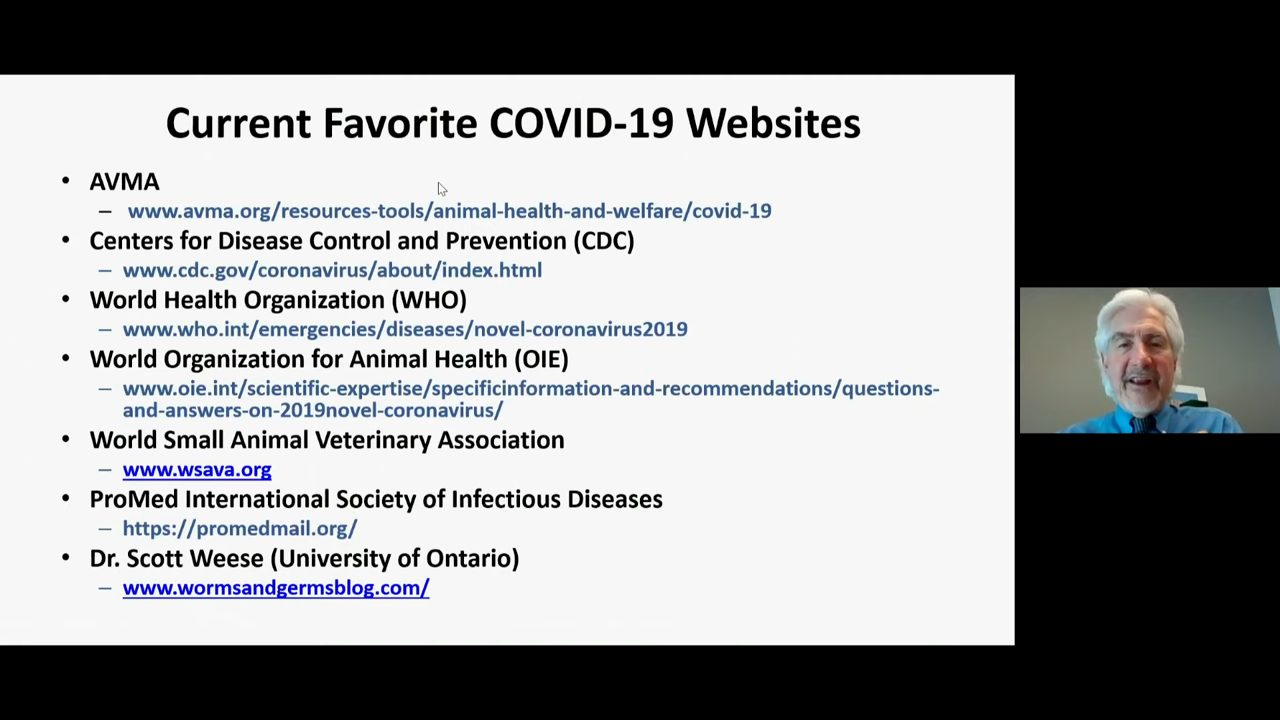 Current Favorite COVID-19 Websites
• AVMA
– www.avma.org/resources-tools/animal-health-and-welfare/covid-19
• Centers for Disease Control and Prevention (CDC)
– www.cdc.gov/coronavirus/about/index.html
• World Health Organization (WHO)
– www.who.int/emergencies/diseases/novel-coronavirus2019
• World Organization for Animal Health (OIE)
– www.oie.int/scientific-expertise/specificinformation-and-recommendations/questions-
and-answers-on-2019novel-coronavirus/
• World Small Animal Veterinary Association
– www.wsava.org
• ProMed International Society of Infectious Diseases
– https://promedmail.org/
• Dr. Scott Weese (University of Ontario)
– www.wormsandgermsblog.com/